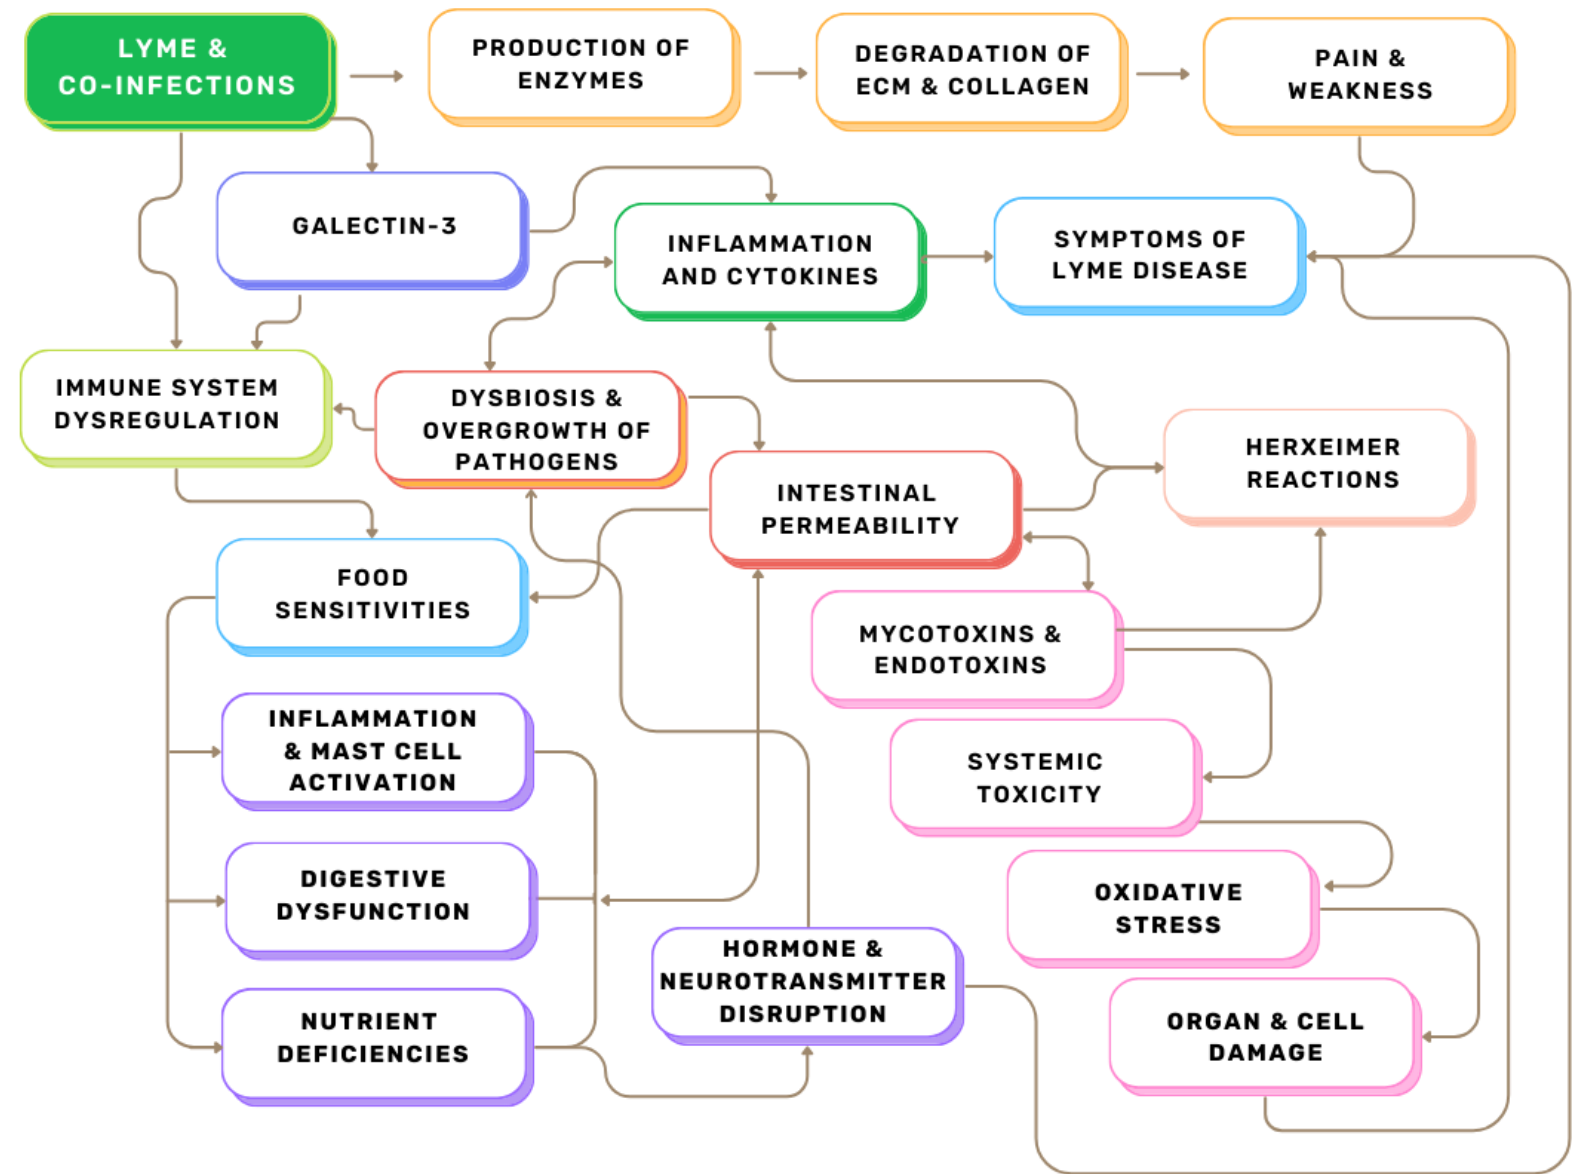 LYME &
CO-INFECTIONS
PRODUCTION OF
ENZYMES
DEGRADATION OF
ECM & COLLAGEN
PAIN &
WEAKNESS
GALECTIN-3
INFLAMMATION
AND CYTOKINES
SYMPTOMS OF
LYME DISEASE
IMMUNE SYSTEM
DYSREGULATION
DYSBIOSIS &
OVERGROWTH OF
PATHOGENS
INTESTINAL
PERMEABILITY
HERXEIMER
REACTIONS
FOOD
SENSITIVITIES
MYCOTOXINS &
ENDOTOXINS
INFLAMMATION
& MAST CELL
ACTIVATION
SYSTEMIC
TOXICITY
DIGESTIVE
DYSFUNCTION
OXIDATIVE
STRESS
HORMONE &
NEUROTRANSMITTER
DISRUPTION
NUTRIENT
DEFICIENCIES
ORGAN & CELL
DAMAGE